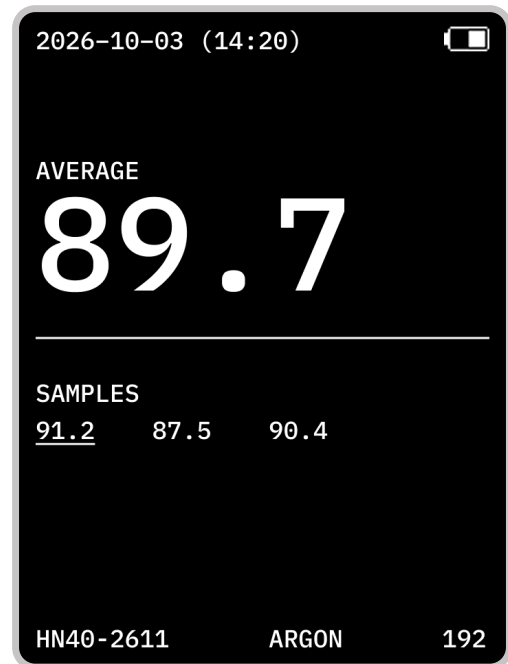 2026-10-03 (14:20)
AVERAGE
89.7
SAMPLES
91.2 87.5 90.4
HN40-2611 ARGON 192